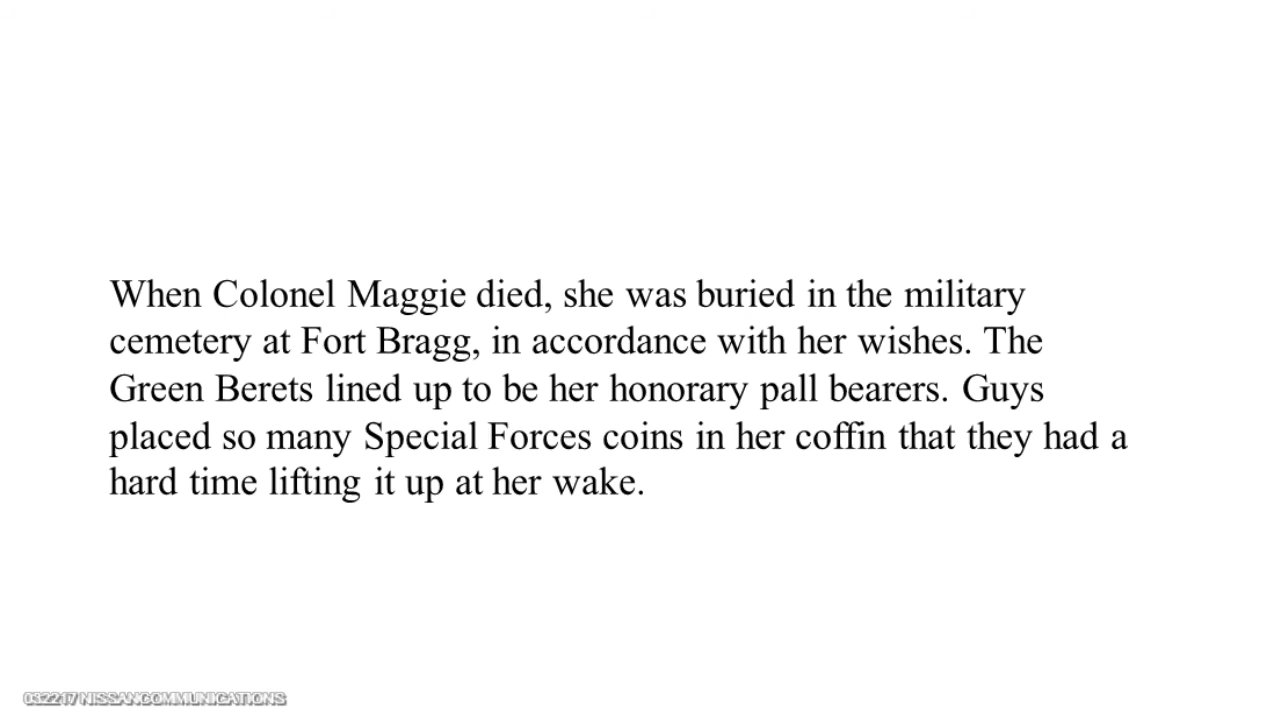 When Colonel Maggie died, she was buried in the military
cemetery at Fort Bragg, in accordance with her wishes. The
Green Berets lined up to be her honorary pall bearers. Guys
placed so many Special Forces coins in her coffin that they had a
hard time lifting it up at her wake.
032217 NISSANCOMMUNICATIONS